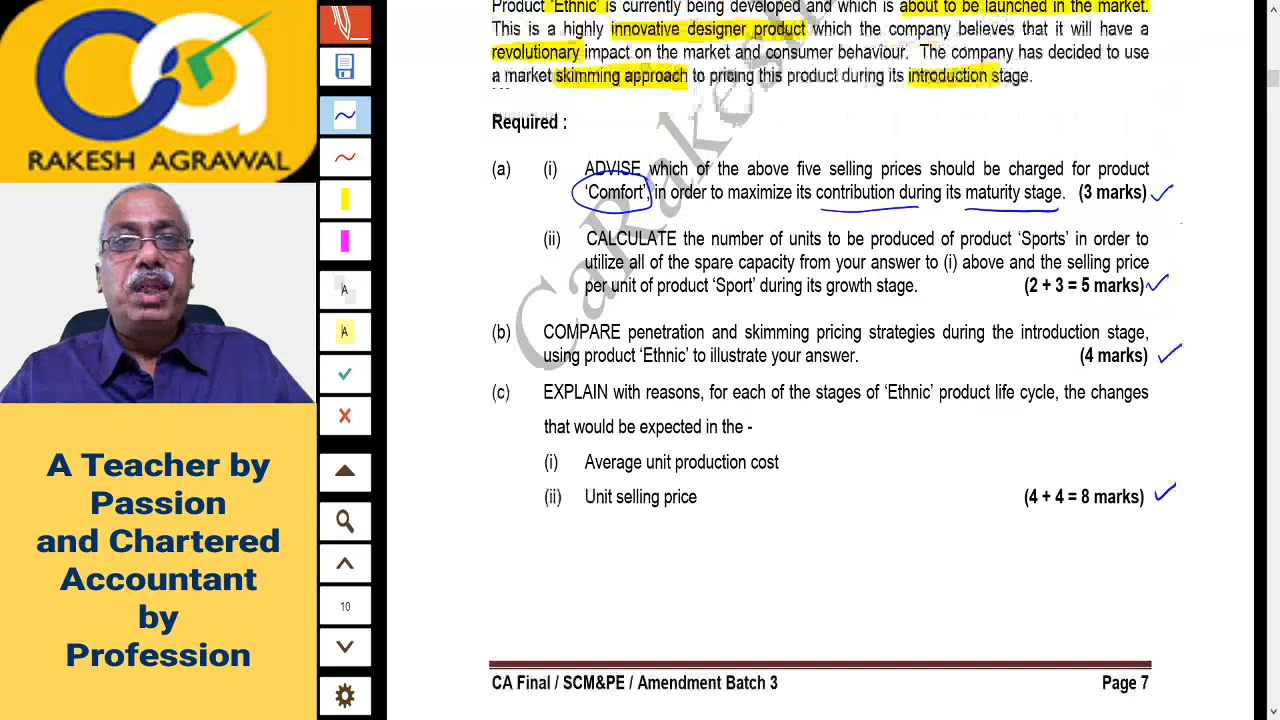 RAKESH AGRAWAL
A Teacher by
Passion
and Chartered
Accountant
by
Profession
A
A
10
Product 'Ethnic' is currently being developed and which is about to be launched in the market.
This is a highly innovative designer product which the company believes that it will have a
revolutionary impact on the market and consumer behaviour. The company has decided to use
a market skimming approach to pricing this product during its introduction stage.
Required :
(a) (i) ADVISE which of the above five selling prices should be charged for product
'Comfort', in order to maximize its contribution during its maturity stage. (3 marks)
(ii) CALCULATE the number of units to be produced of product 'Sports' in order to
utilize all of the spare capacity from your answer to (i) above and the selling price
per unit of product 'Sport' during its growth stage. (2 + 3 = 5 marks)
(b) COMPARE penetration and skimming pricing strategies during the introduction stage,
using product 'Ethnic' to illustrate your answer. (4 marks)
(c) EXPLAIN with reasons, for each of the stages of 'Ethnic' product life cycle, the changes
that would be expected in the -
(i) Average unit production cost
(ii) Unit selling price (4 + 4 = 8 marks)
CaRakesh
CA Final / SCM&PE / Amendment Batch 3 Page 7